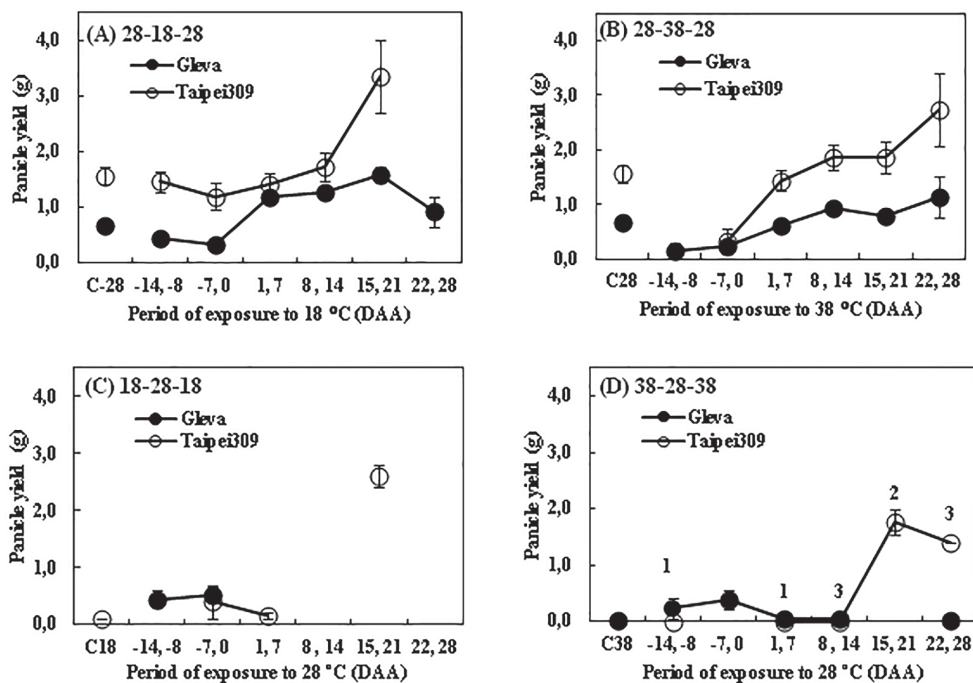 (A) 28-18-28
Gleva
Taipei309
Panicle yield (g)
4,0
3,0
2,0
1,0
0,0
C-28 -14, -8 -7, 0 1, 7 8, 14 15, 21 22, 28
Period of exposure to 18 °C (DAA)
(B) 28-38-28
Gleva
Taipei309
Panicle yield (g)
4,0
3,0
2,0
1,0
0,0
C28 -14, -8 -7, 0 1, 7 8, 14 15, 21 22, 28
Period of exposure to 38 °C (DAA)
(C) 18-28-18
Gleva
Taipei309
Panicle yield (g)
4,0
3,0
2,0
1,0
0,0
C18 -14, -8 -7, 0 1, 7 8, 14 15, 21 22, 28
Period of exposure to 28 °C (DAA)
(D) 38-28-38
Gleva
Taipei309
Panicle yield (g)
4,0
3,0
2,0
1,0
0,0
1 1 3 2 3
C38 -14, -8 -7, 0 1, 7 8, 14 15, 21 22, 28
Period of exposure to 28 °C (DAA)